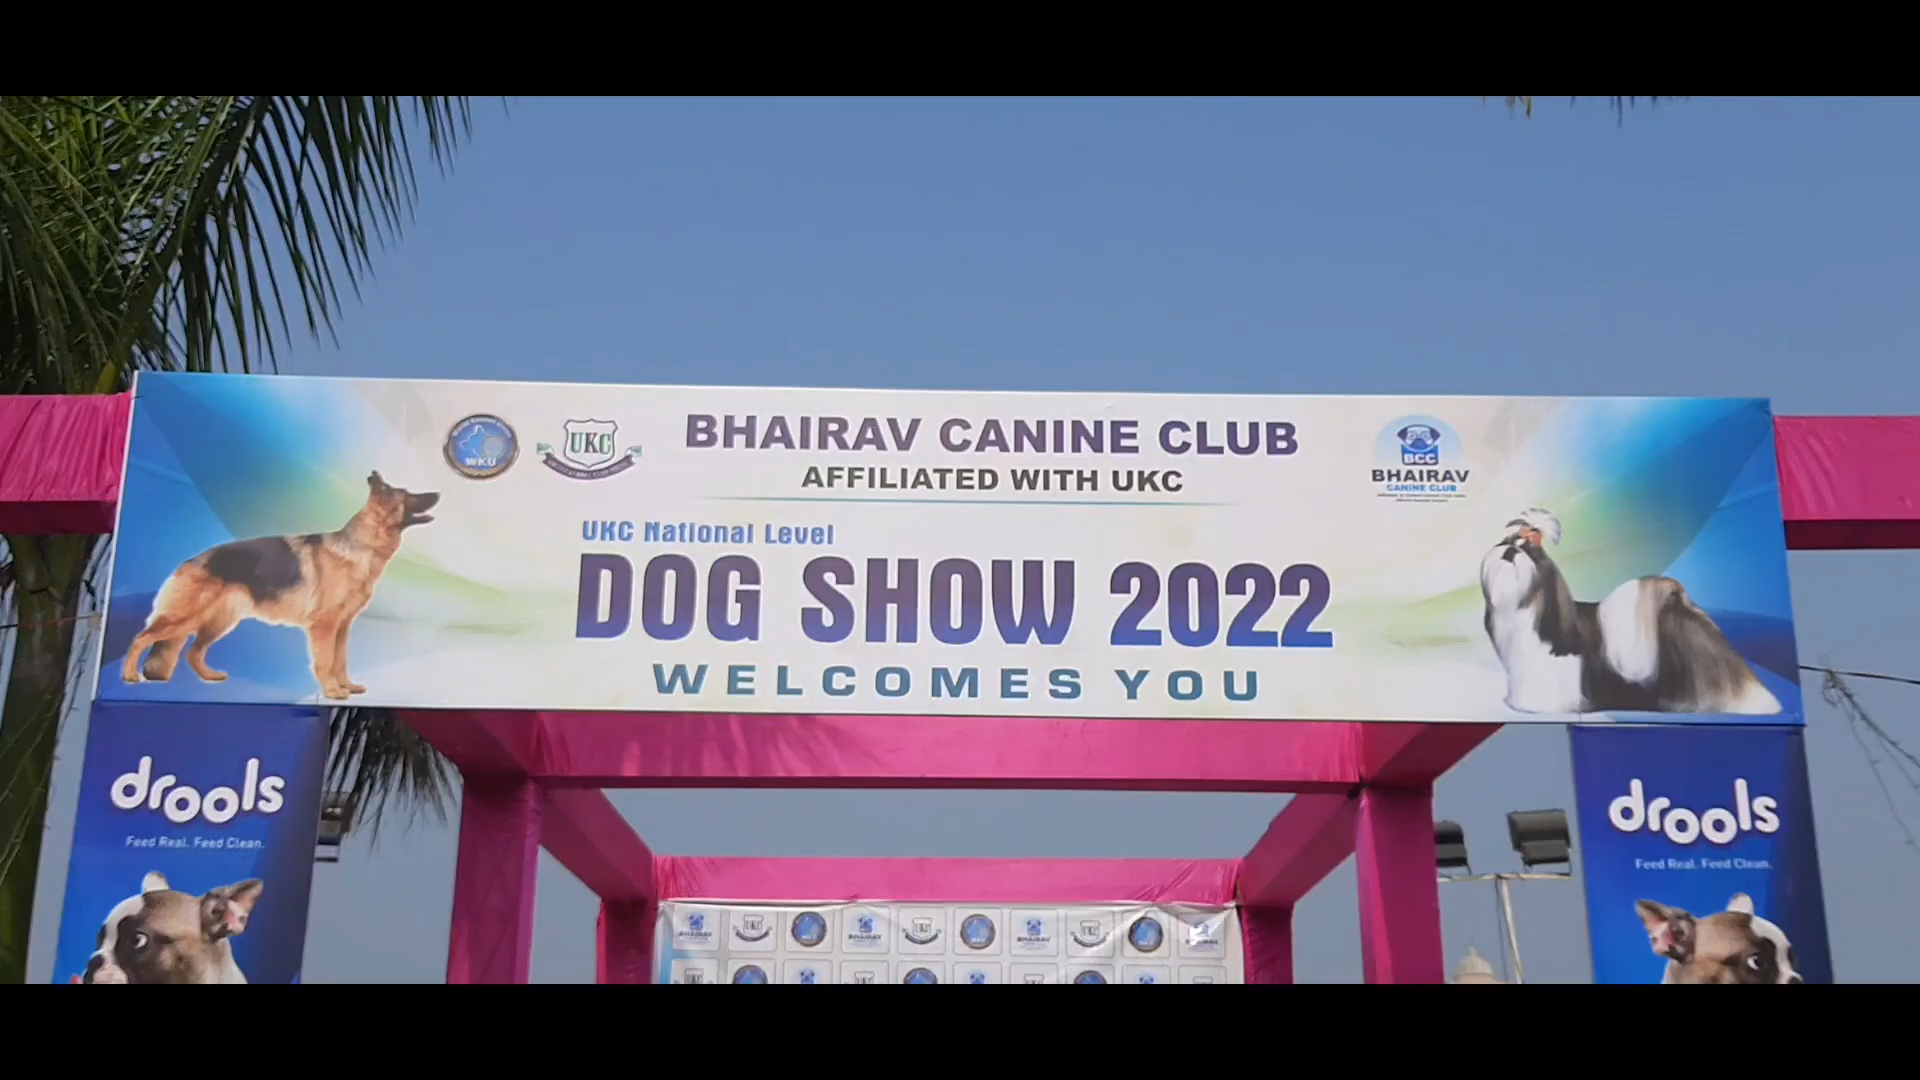 BHAIRAV CANINE CLUB
AFFILIATED WITH UKC
WKU
UKC
BCC
BHAIRAV
CANINE CLUB
UKC National Level
DOG SHOW 2022
WELCOMES YOU
drools
Feed Real. Feed Clean.
drools
Feed Real. Feed Clean.